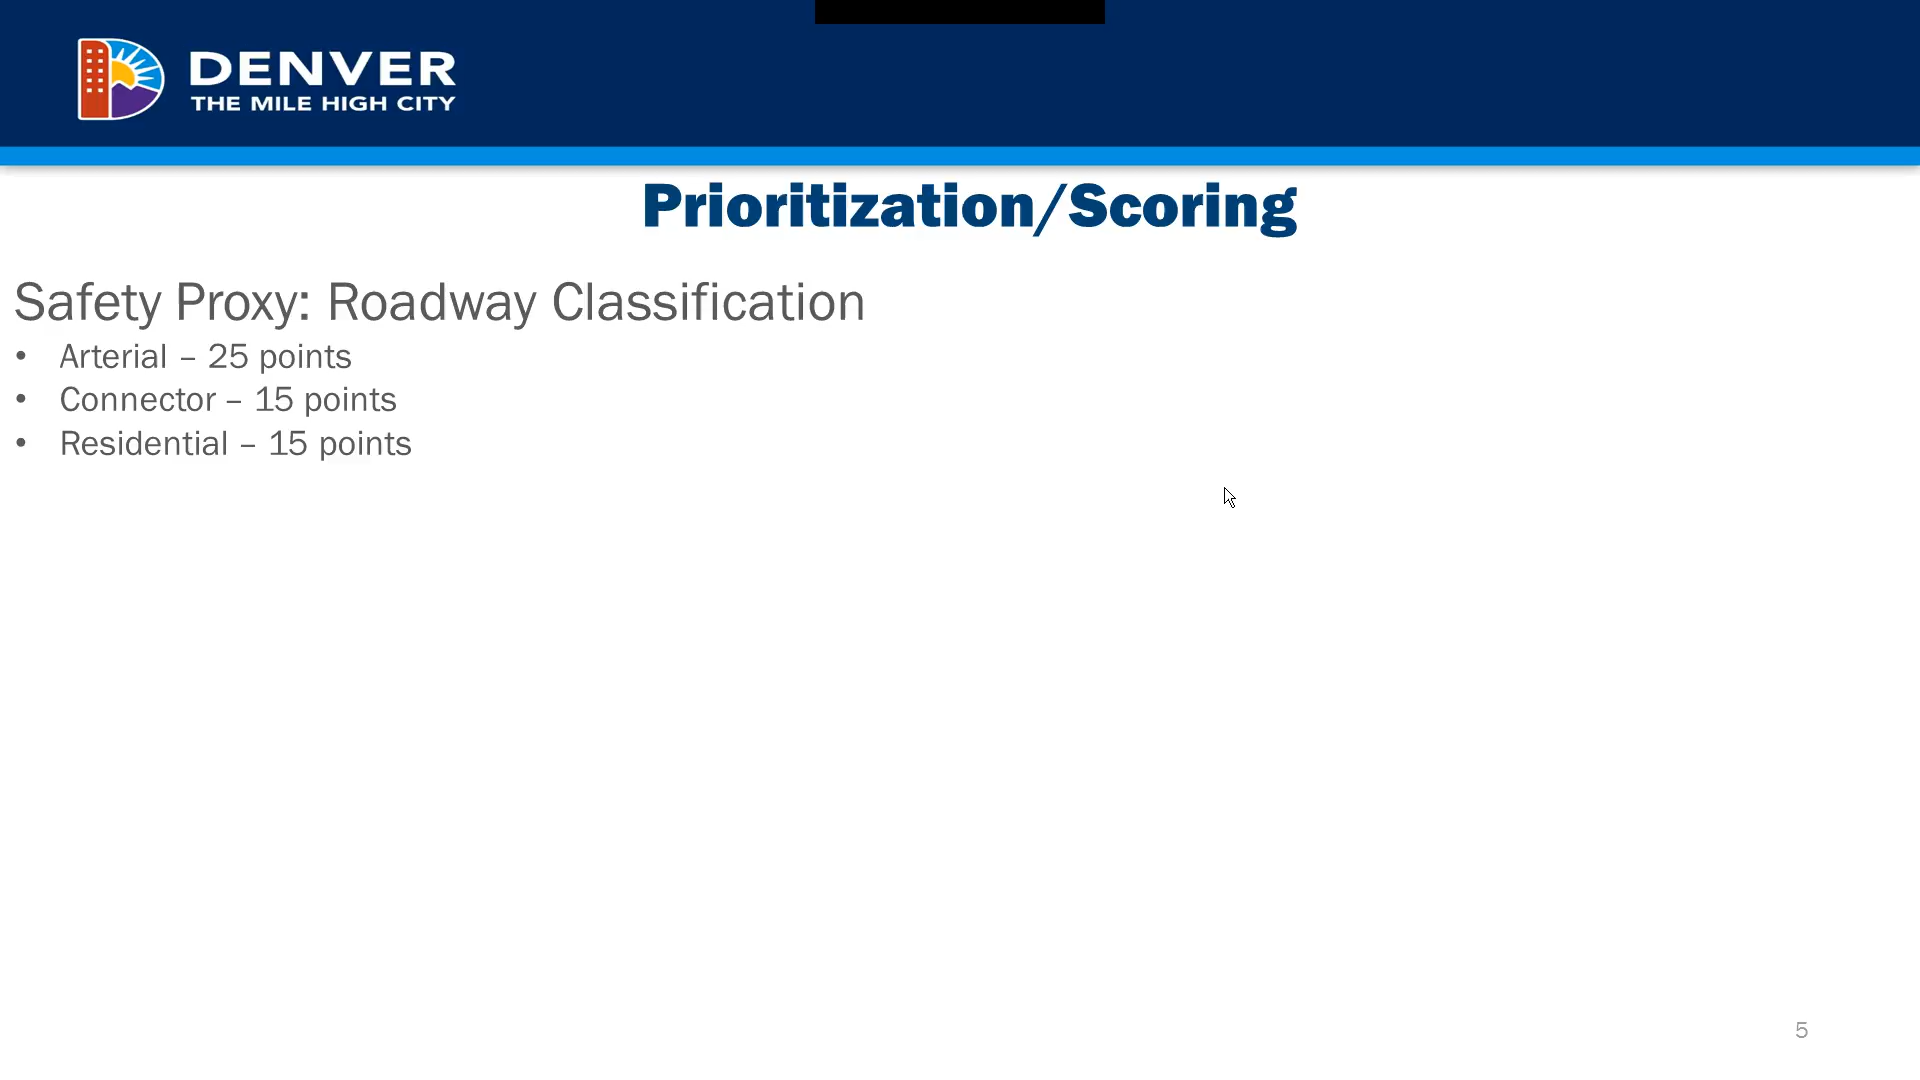 DENVER
THE MILE HIGH CITY
Prioritization/Scoring
Safety Proxy: Roadway Classification
• Arterial – 25 points
• Connector – 15 points
• Residential – 15 points
5